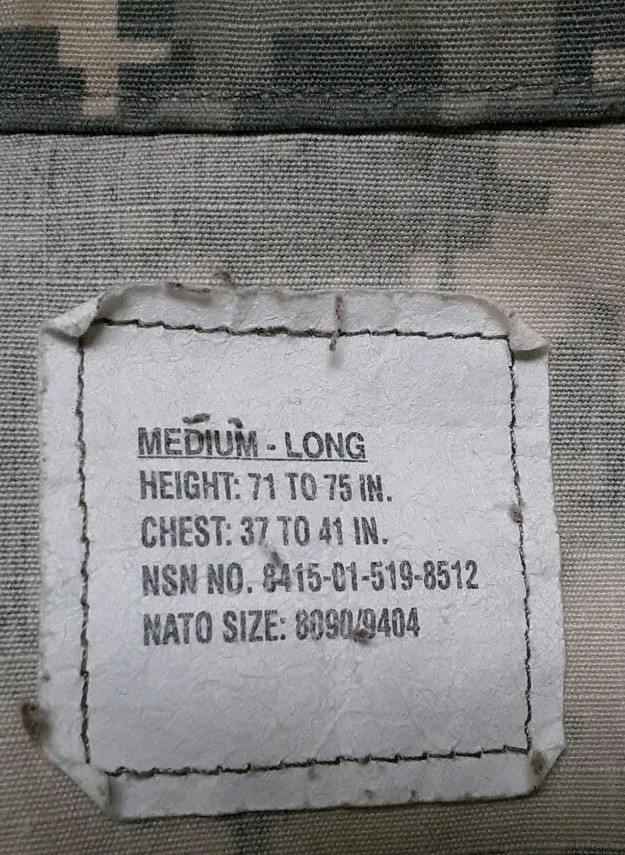 MEDIUM - LONG
HEIGHT: 71 TO 75 IN.
CHEST: 37 TO 41 IN.
NSN NO. 8415-01-519-8512
NATO SIZE: 8090/9404